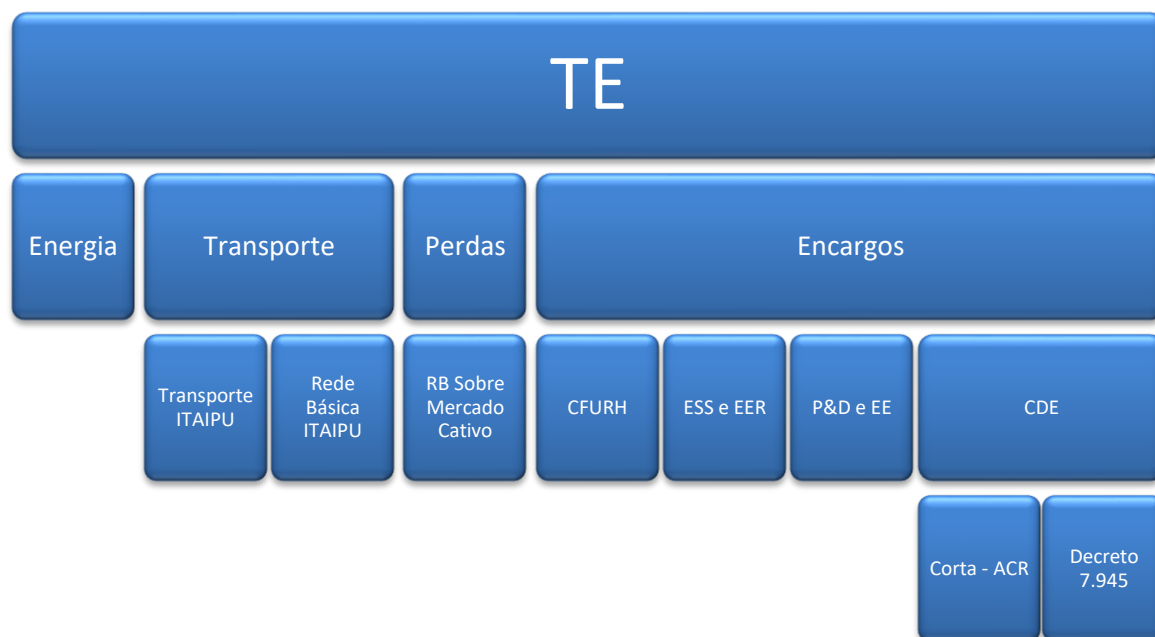 TE
Energia
Transporte
Perdas
Encargos
Transporte
ITAIPU
Rede
Básica
ITAIPU
RB Sobre
Mercado
Cativo
CFURH
ESS e EER
P&D e EE
CDE
Corta - ACR
Decreto
7.945